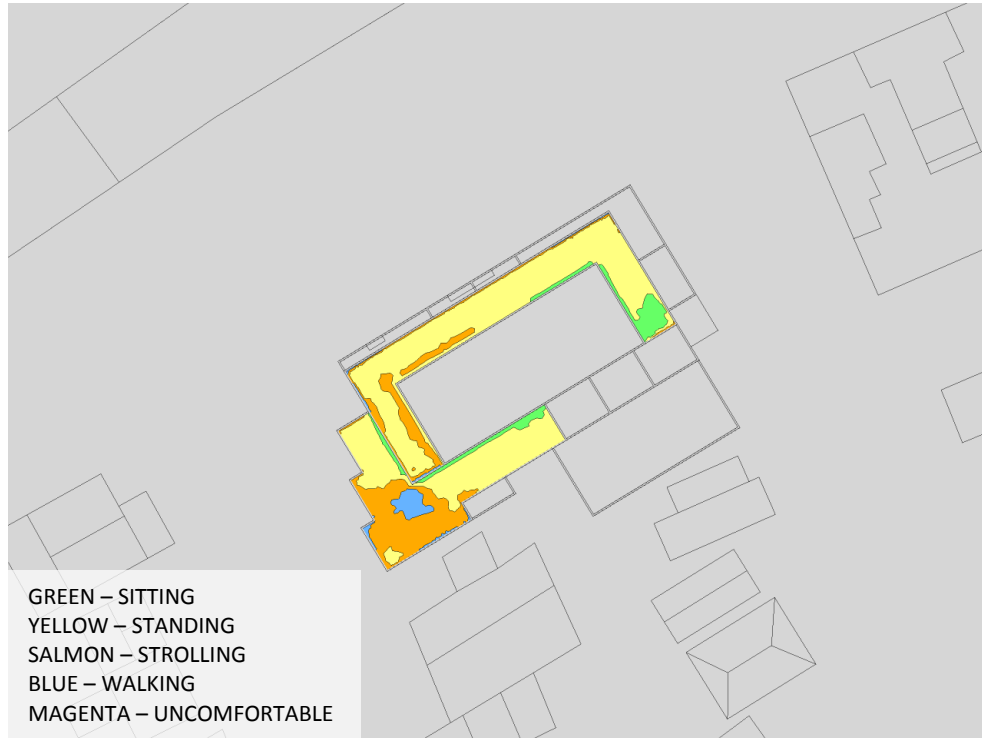 GREEN – SITTING
YELLOW – STANDING
SALMON – STROLLING
BLUE – WALKING
MAGENTA – UNCOMFORTABLE